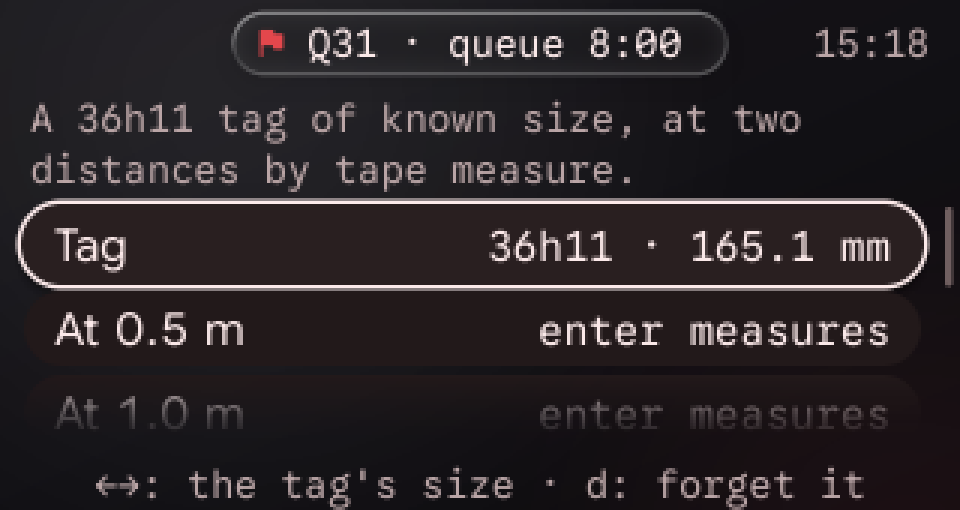 Q31 · queue 8:00
15:18
A 36h11 tag of known size, at two
distances by tape measure.
Tag 36h11 · 165.1 mm
At 0.5 m enter measures
At 1.0 m enter measures
↔: the tag's size · d: forget it